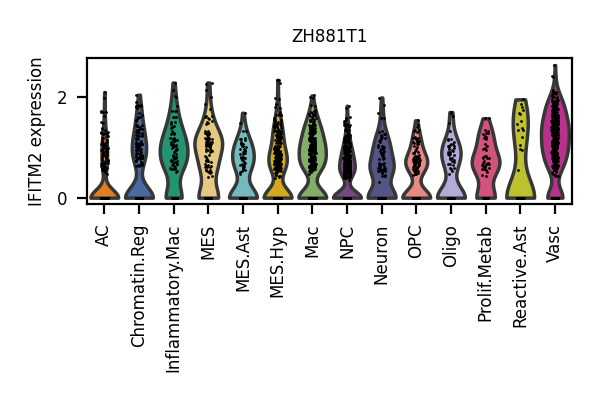 ZH881T1
IFITM2 expression
2
0
AC
Chromatin.Reg
Inflammatory.Mac
MES
MES.Ast
MES.Hyp
Mac
NPC
Neuron
OPC
Oligo
Prolif.Metab
Reactive.Ast
Vasc